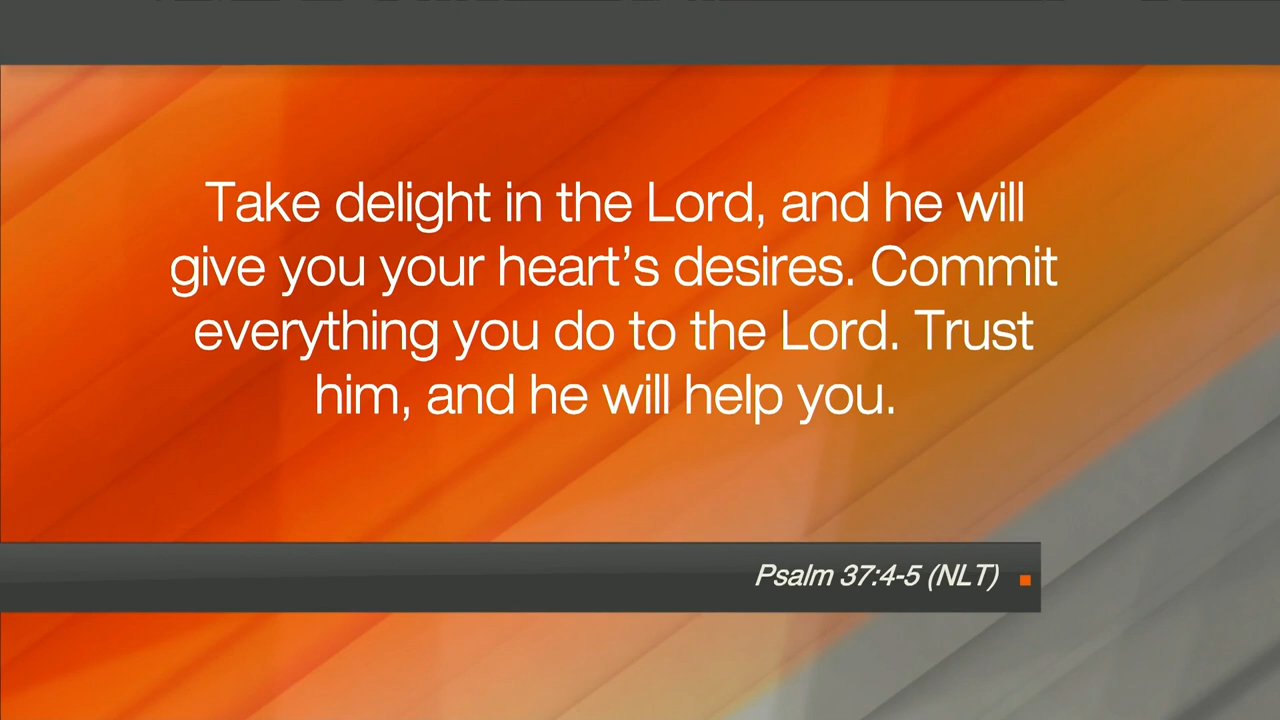 Take delight in the Lord, and he will
give you your heart’s desires. Commit
everything you do to the Lord. Trust
him, and he will help you.
Psalm 37:4-5 (NLT)